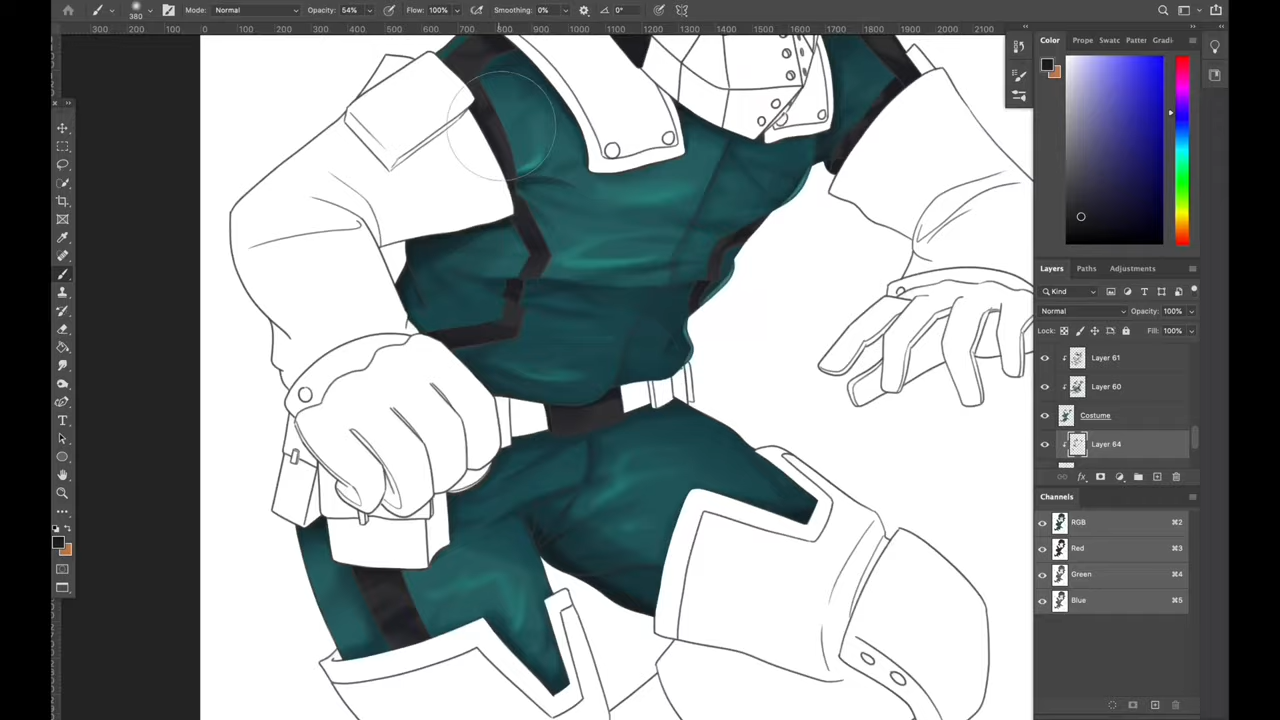 380 Mode: Normal Opacity: 54% Flow: 100% Smoothing: 0% 0°
300 200 100 0 100 200 300 400 500 600 700 800 900 1000 1100 1200 1300 1400 1500 1600 1700 1800 1900 2000 2100
Color Prope Swatc Patter Gradi
Layers Paths Adjustments
Kind
Normal Opacity: 100%
Lock: Fill: 100%
Layer 61
Layer 60
Costume
Layer 64
fx
Channels
RGB ⌘2
Red ⌘3
Green ⌘4
Blue ⌘5